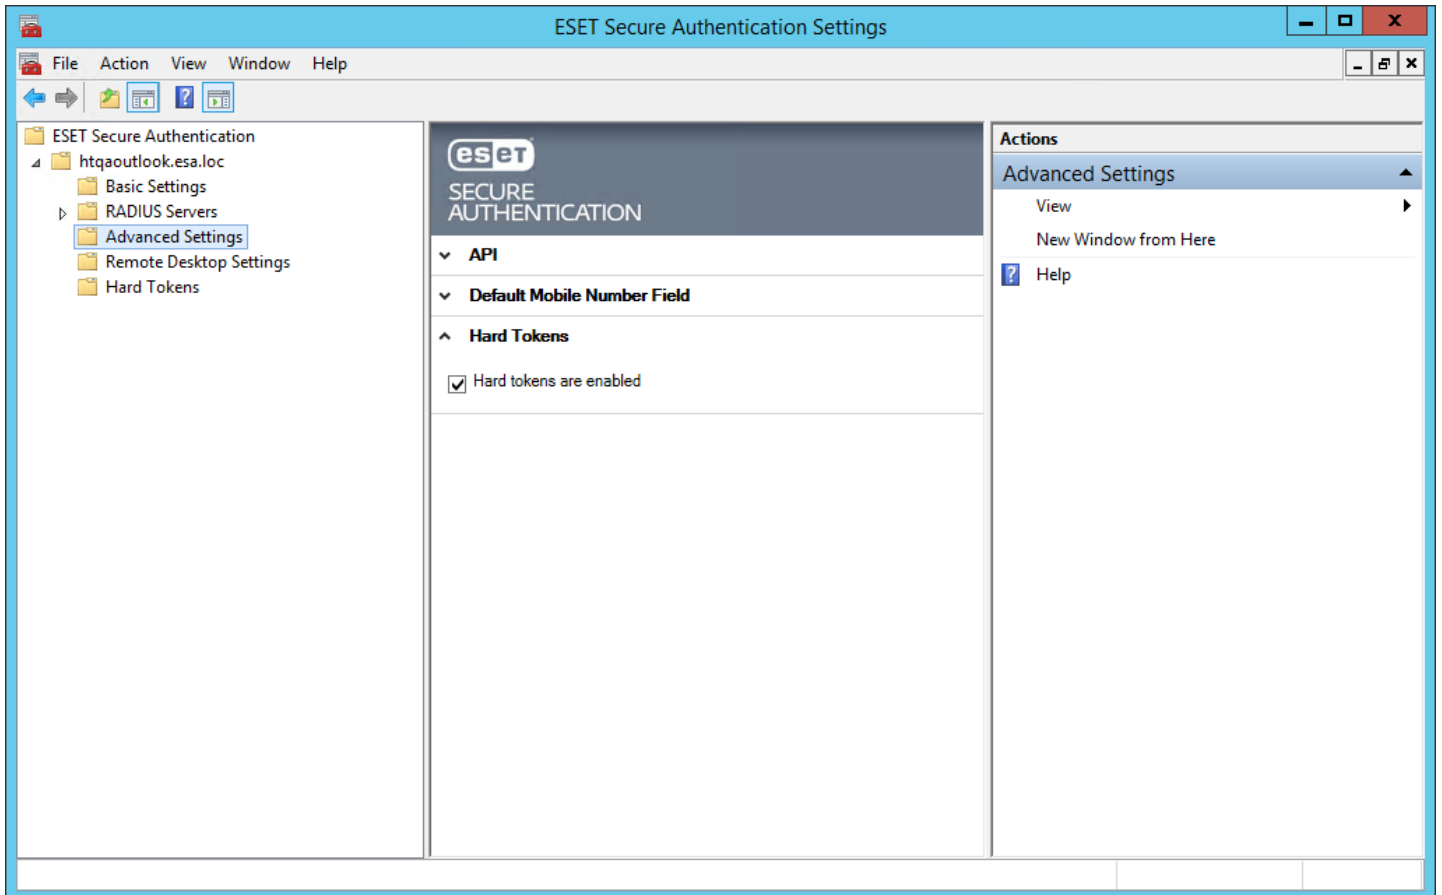 ESET Secure Authentication Settings
File Action View Window Help
ESET Secure Authentication
htqaoutlook.esa.loc
Basic Settings
RADIUS Servers
Advanced Settings
Remote Desktop Settings
Hard Tokens
eseT
SECURE
AUTHENTICATION
API
Default Mobile Number Field
Hard Tokens
Hard tokens are enabled
Actions
Advanced Settings
View
New Window from Here
Help